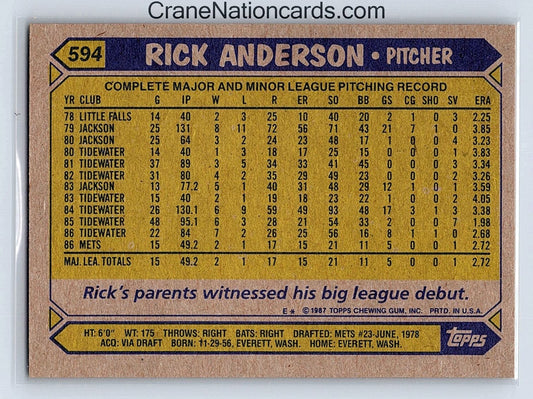 CraneNationcards.com
594 RICK ANDERSON • PITCHER
COMPLETE MAJOR AND MINOR LEAGUE PITCHING RECORD
YR CLUB G IP W L R ER SO BB GS CG SHO SV ERA
78 LITTLE FALLS 14 40 2 3 25 10 40 20 2 0 0 3 2.25
79 JACKSON 25 131 8 11 72 56 71 43 21 7 1 0 3.85
80 JACKSON 25 64 3 2 24 23 24 48 17 1 0 0 4 3.23
80 TIDEWATER 14 40 1 3 18 17 25 15 0 0 0 1 3.83
81 TIDEWATER 37 89 3 5 34 33 41 45 0 0 3 3.34
82 TIDEWATER 31 80 4 2 35 29 47 26 0 0 2 3.26
83 JACKSON 13 77.2 5 1 40 31 48 29 12 3 1 3.59
83 TIDEWATER 15 40 2 1 19 18 23 22 0 0 0 2 4.05
84 TIDEWATER 26 130.1 6 9 59 49 93 48 17 3 1 3 3.38
85 TIDEWATER 48 95.1 6 3 28 21 54 33 2 0 0 7 1.98
86 TIDEWATER 22 84 7 2 26 25 56 16 8 1 1 0 2.68
86 METS 15 49.2 2 1 17 15 21 11 5 0 0 1 2.72
MAJ. LEA. TOTALS 15 49.2 2 1 17 15 21 11 5 0 0 1 2.72
Rick's parents witnessed his big league debut.
E* ©1987 TOPPS CHEWING GUM, INC. PRTD. IN U.S.A.
HT: 6'0" WT: 175 THROWS: RIGHT BATS: RIGHT DRAFTED: METS #23-JUNE, 1978
ACQ: VIA DRAFT BORN: 11-29-56, EVERETT, WASH. HOME: EVERETT, WASH.
TOPPS